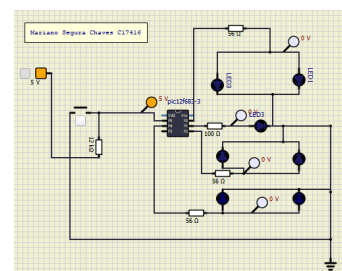 Mariano Segura Chaves C17416
56 Ω
0 V
5 V
LED3
LED1
5 V
pic12f683-3
0 V
LED3
100 Ω
12 kΩ
0 V
56 Ω
0 V
56 Ω